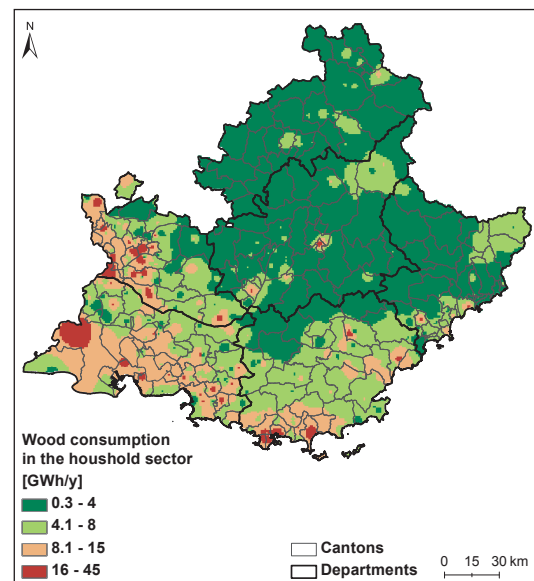 N
Wood consumption
in the houshold sector
[GWh/y]
0.3 - 4
4.1 - 8
8.1 - 15
16 - 45
Cantons
Departments
0 15 30 km